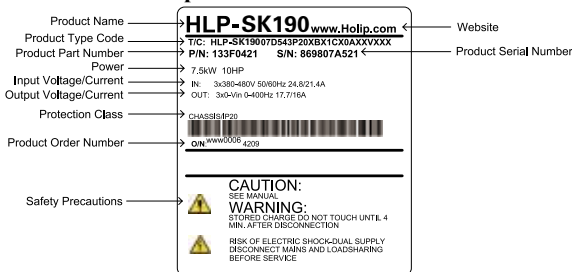 Product Name
HLP-SK190 www.Holip.com
Website
Product Type Code
T/C: HLP-SK19007D543P20XBX1CX0AXXVXXX
Product Part Number
P/N: 133F0421 S/N: 869807A521
Product Serial Number
Power
7.5kW 10HP
Input Voltage/Current
IN: 3x380-480V 50/60Hz 24.8/21.4A
Output Voltage/Current
OUT: 3x0-Vin 0-400Hz 17.7/16A
Protection Class
CHASSIS/IP20
Product Order Number
O/N: www0006 4209
Safety Precautions
CAUTION:
SEE MANUAL
WARNING:
STORED CHARGE DO NOT TOUCH UNTIL 4
MIN. AFTER DISCONNECTION
RISK OF ELECTRIC SHOCK-DUAL SUPPLY
DISCONNECT MAINS AND LOADSHARING
BEFORE SERVICE